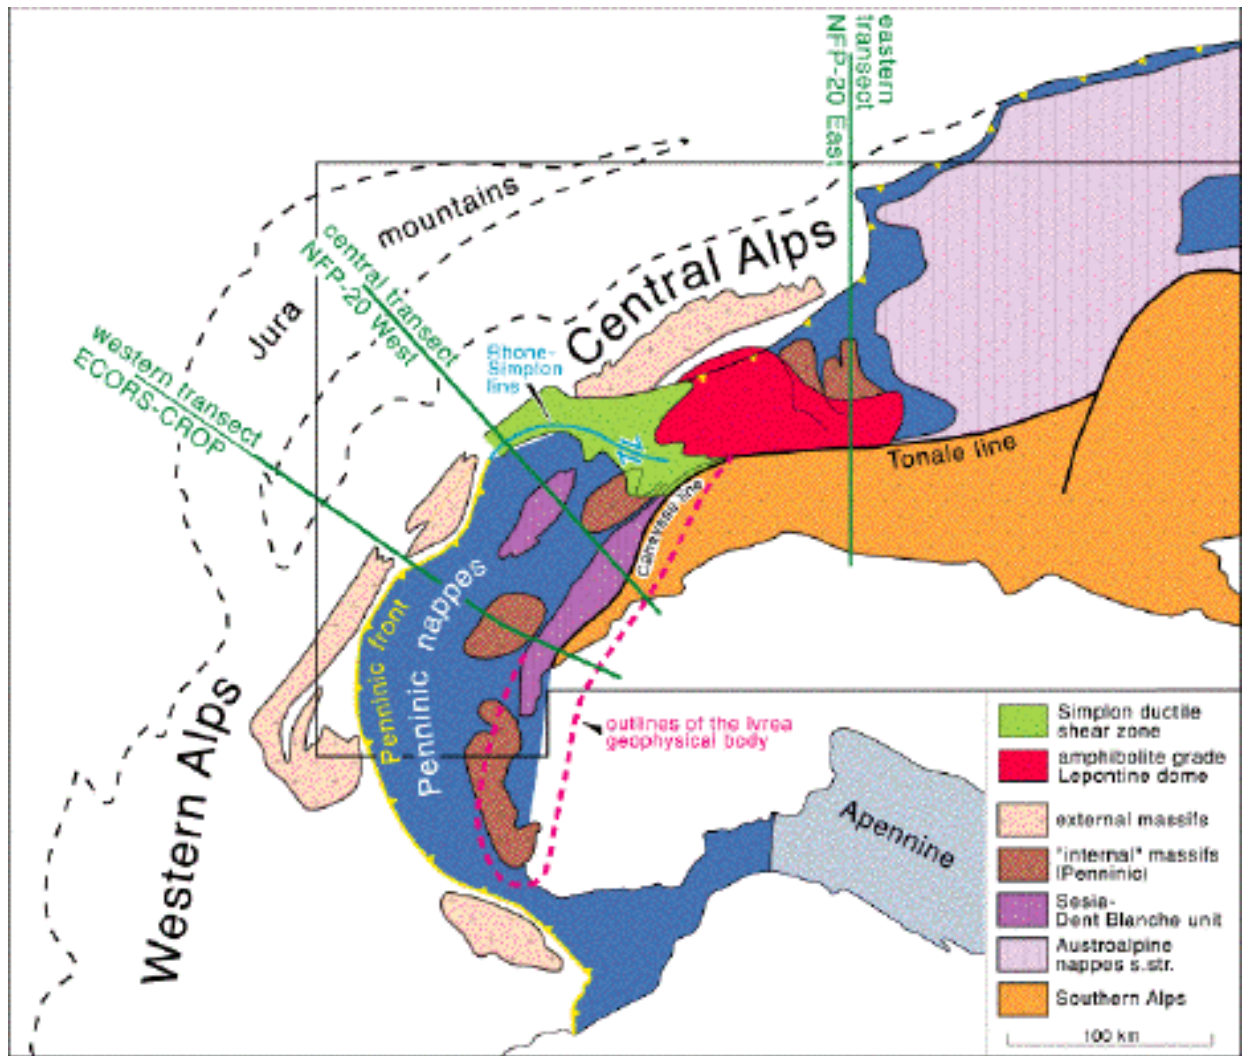 eastern
transect
NFP-20 East
mountains
Jura
central transect
NFP-20 West
Central Alps
western transect
ECORS-CROP
Rhone-
Simplon
line
Tonale line
Canavese line
Penninic front
Penninic nappes
Western Alps
outlines of the Ivrea
geophysical body
Apennine
Simplon ductile
shear zone
amphibolite grade
Lepontine dome
external massifs
"internal" massifs
(Penninic)
Sesia-
Dent Blanche unit
Austroalpine
nappes s.str.
Southern Alps
100 km